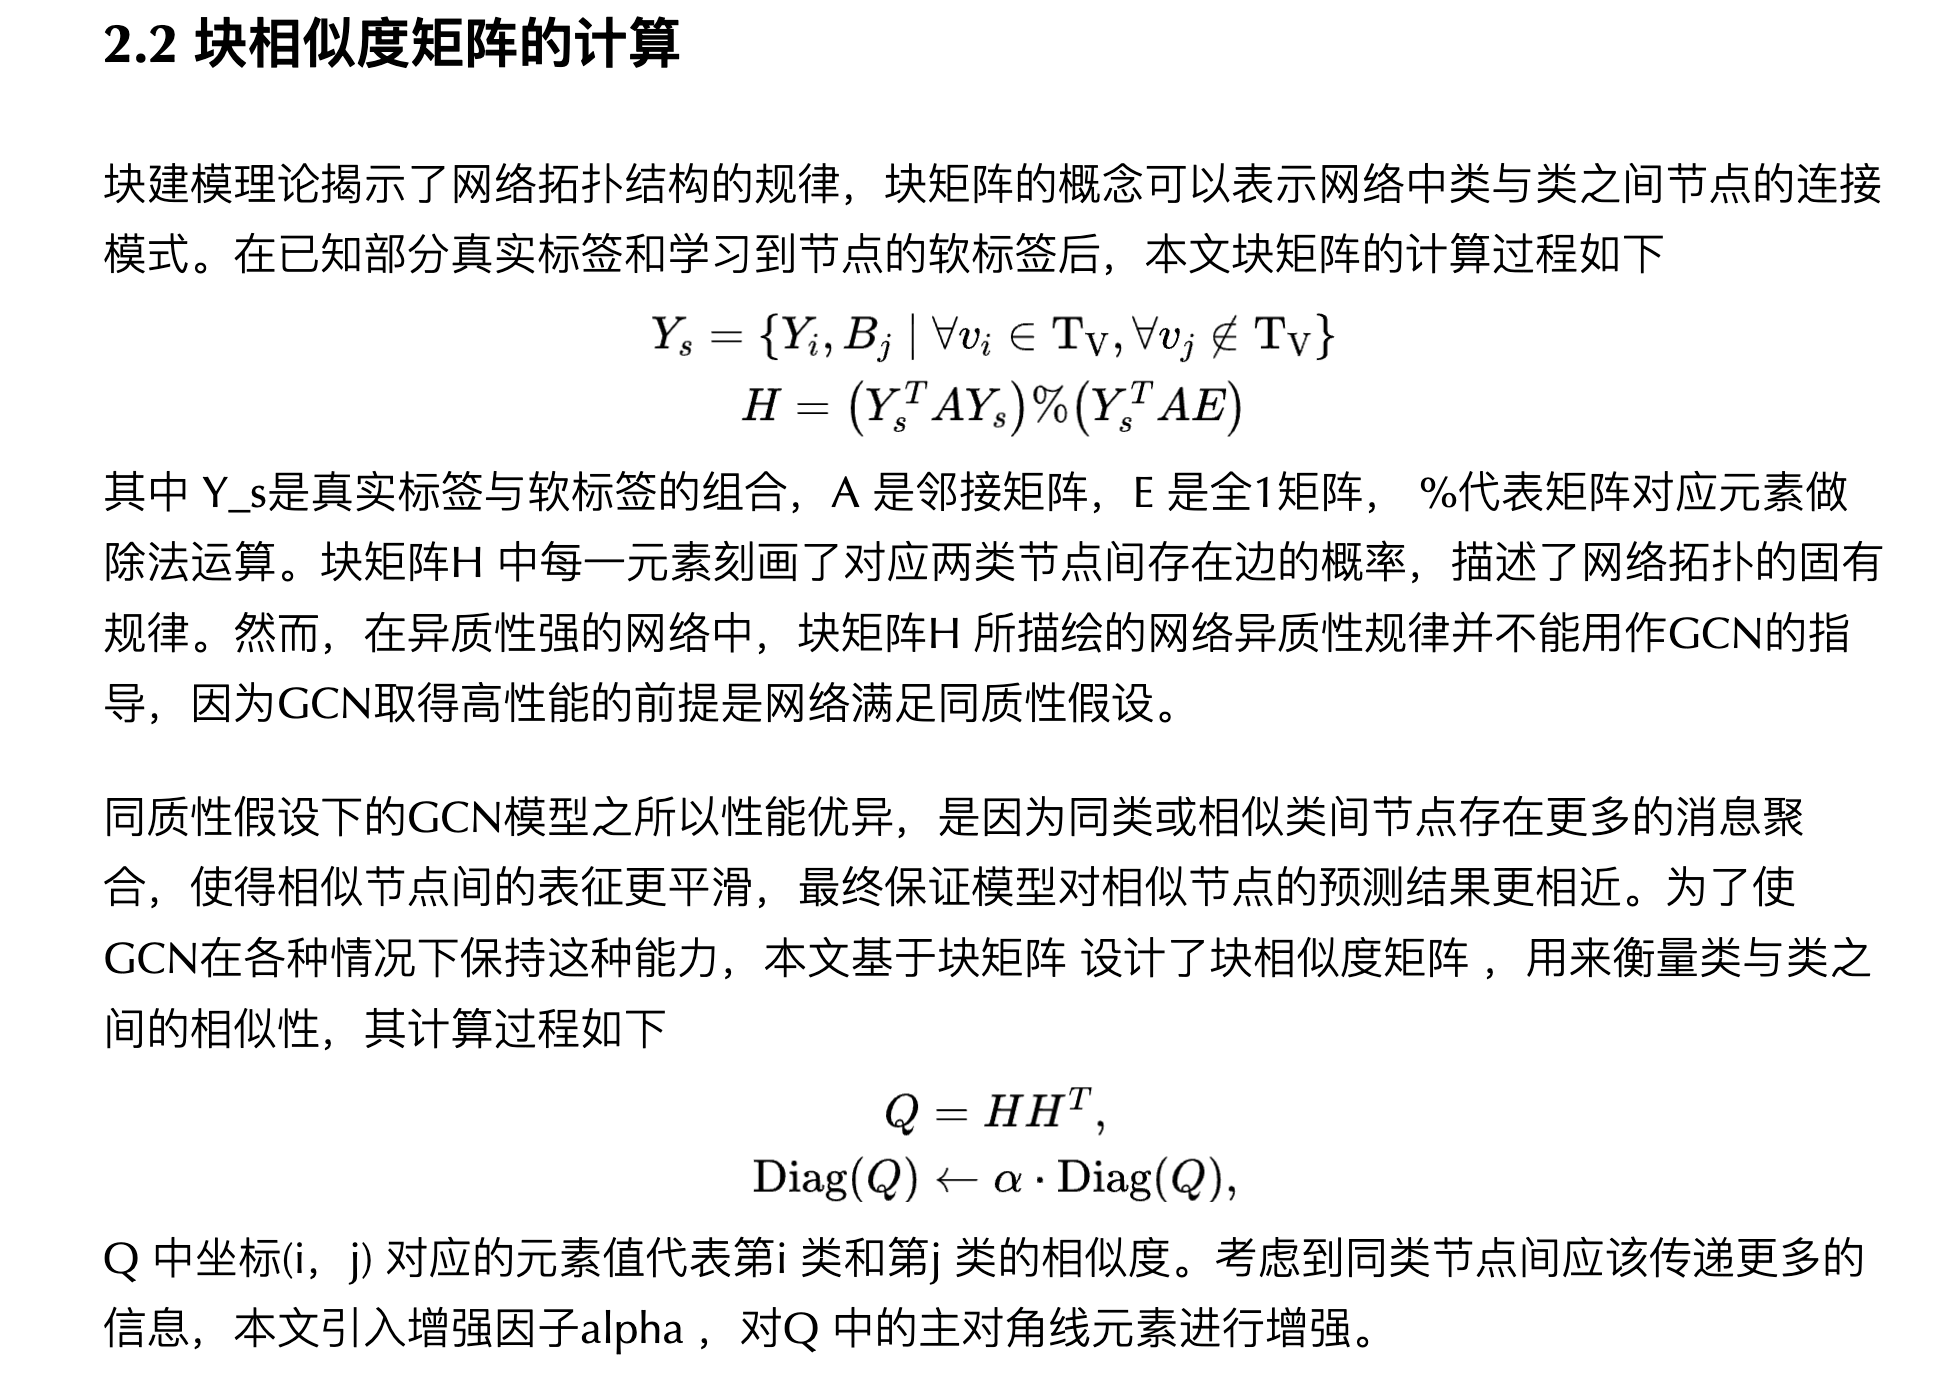 2.2 块相似度矩阵的计算
块建模理论揭示了网络拓扑结构的规律，块矩阵的概念可以表示网络中类与类之间节点的连接
模式。在已知部分真实标签和学习到节点的软标签后，本文块矩阵的计算过程如下
Y_s = {Y_i, B_j | ∀v_i ∈ T_V, ∀v_j ∉ T_V}
H = (Y_s^T AY_s)%(Y_s^T AE)
其中 Y_s是真实标签与软标签的组合，A 是邻接矩阵，E 是全1矩阵， %代表矩阵对应元素做
除法运算。块矩阵H 中每一元素刻画了对应两类节点间存在边的概率，描述了网络拓扑的固有
规律。然而，在异质性强的网络中，块矩阵H 所描绘的网络异质性规律并不能用作GCN的指
导，因为GCN取得高性能的前提是网络满足同质性假设。
同质性假设下的GCN模型之所以性能优异，是因为同类或相似类间节点存在更多的消息聚
合，使得相似节点间的表征更平滑，最终保证模型对相似节点的预测结果更相近。为了使
GCN在各种情况下保持这种能力，本文基于块矩阵 设计了块相似度矩阵 ，用来衡量类与类之
间的相似性，其计算过程如下
Q = HH^T,
Diag(Q) ← α · Diag(Q),
Q 中坐标(i，j) 对应的元素值代表第i 类和第j 类的相似度。考虑到同类节点间应该传递更多的
信息，本文引入增强因子alpha ，对Q 中的主对角线元素进行增强。